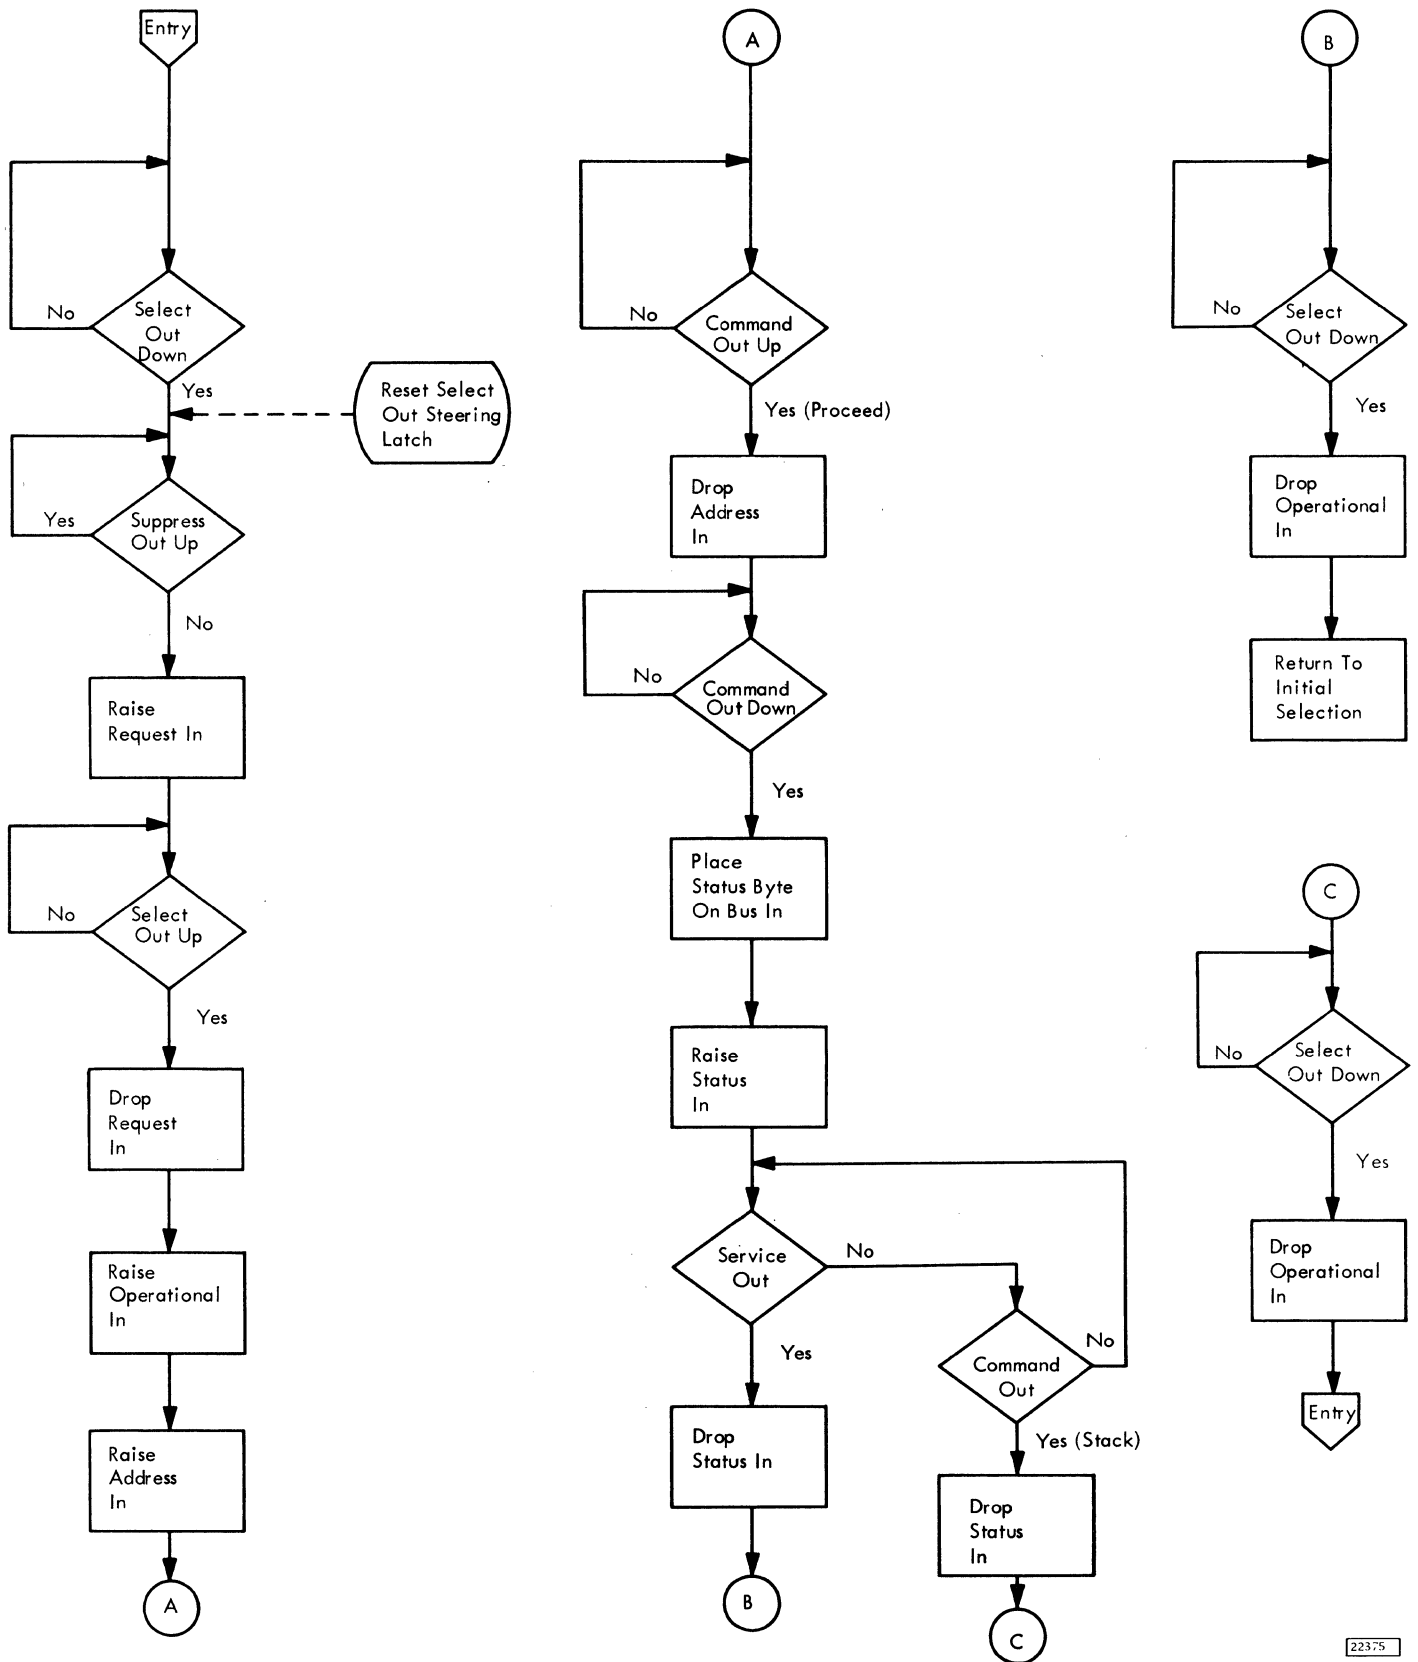 Entry
No
Select
Out
Down
Yes
Reset Select
Out Steering
Latch
Yes
Suppress
Out Up
No
Raise
Request In
No
Select
Out Up
Yes
Drop
Request
In
Raise
Operational
In
Raise
Address
In
A
A
No
Command
Out Up
Yes (Proceed)
Drop
Address
In
No
Command
Out Down
Yes
Place
Status Byte
On Bus In
Raise
Status
In
Service
Out
No
Yes
Command
Out
No
Yes (Stack)
Drop
Status In
B
Drop
Status
In
C
B
No
Select
Out Down
Yes
Drop
Operational
In
Return To
Initial
Selection
C
No
Select
Out Down
Yes
Drop
Operational
In
Entry
22375